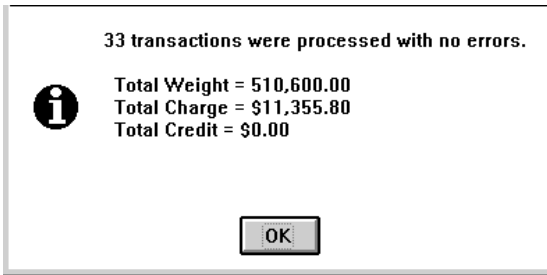 33 transactions were processed with no errors.
Total Weight = 510,600.00
Total Charge = $11,355.80
Total Credit = $0.00
OK